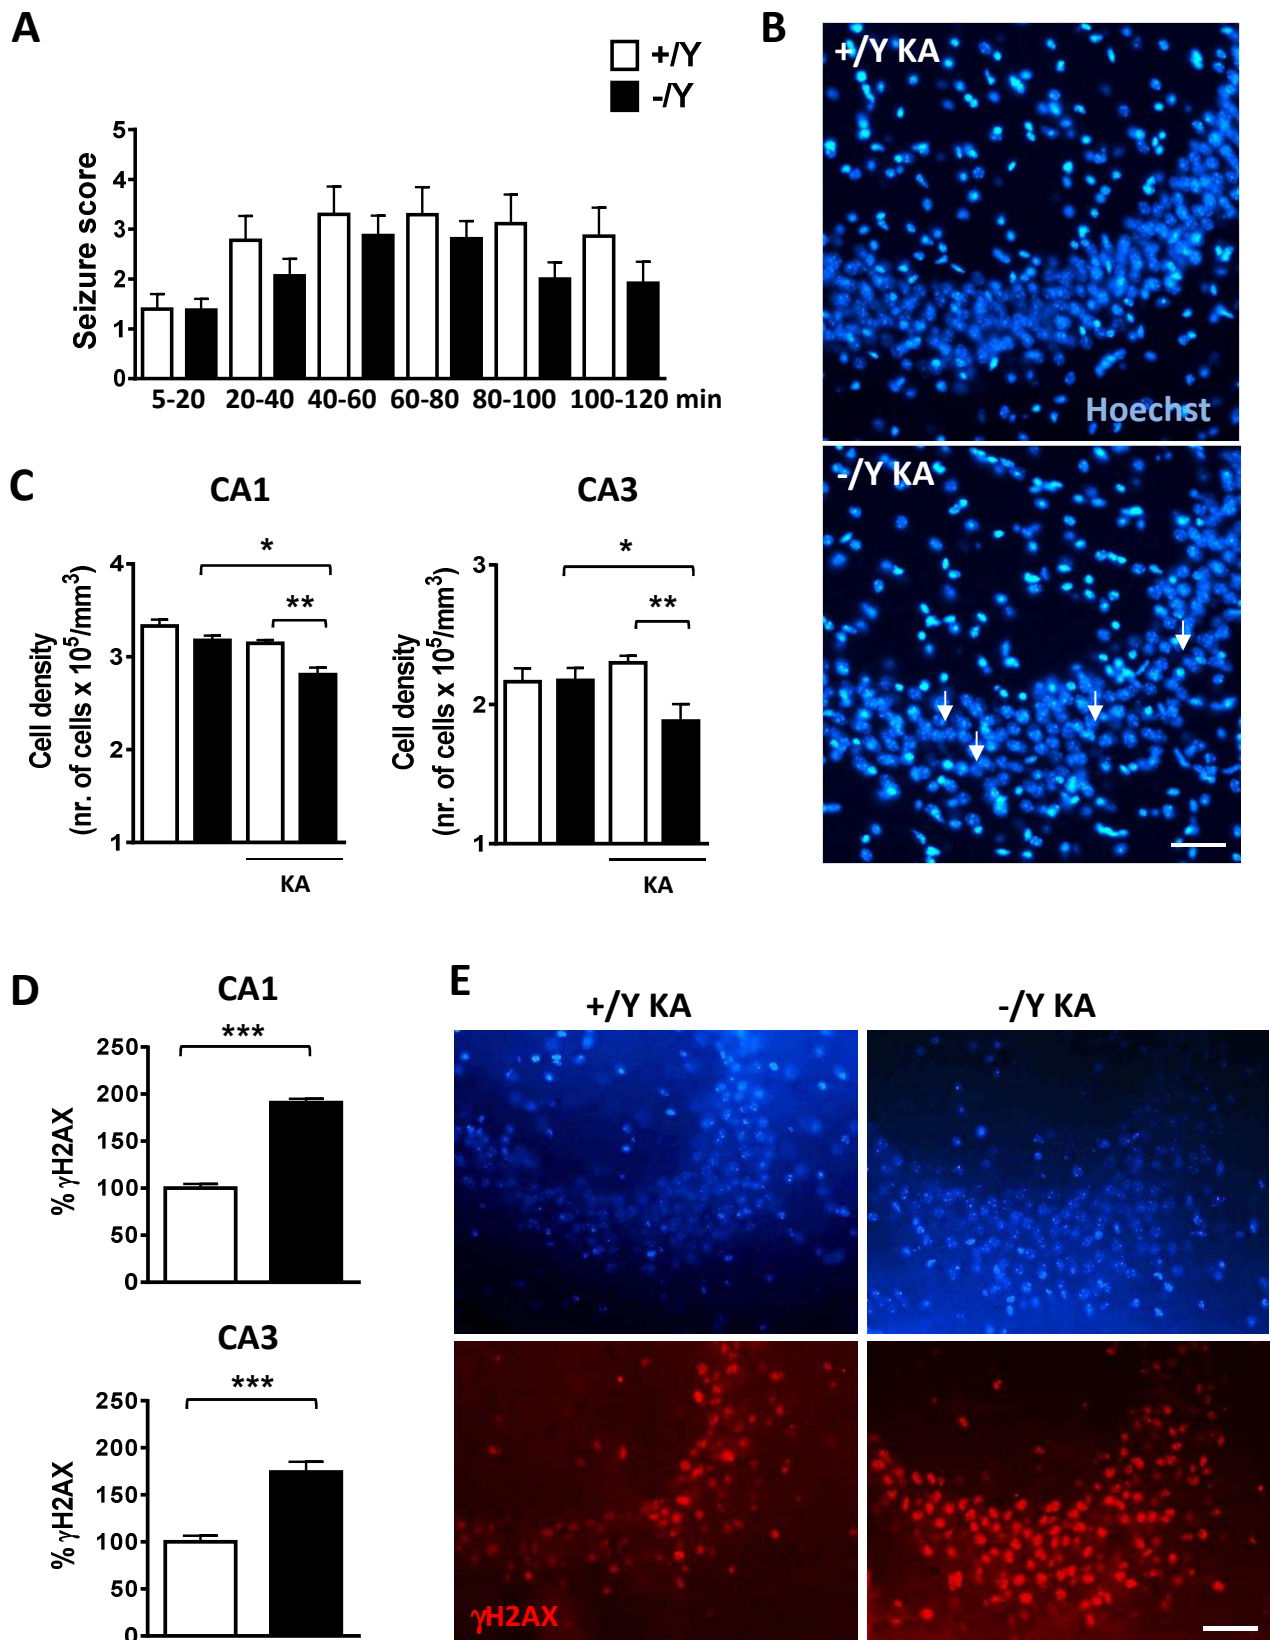 A
+/Y
-/Y
5
4
3
2
1
0
Seizure score
5-20 20-40 40-60 60-80 80-100 100-120 min
B
+/Y KA
Hoechst
-/Y KA
C
CA1
*
**
4
3
2
1
Cell density
(nr. of cells x 10⁵/mm³)
KA
CA3
*
**
3
2
1
Cell density
(nr. of cells x 10⁵/mm³)
KA
D
CA1
***
250
200
150
100
50
0
% γH2AX
CA3
***
250
200
150
100
50
0
% γH2AX
E
+/Y KA
-/Y KA
γH2AX